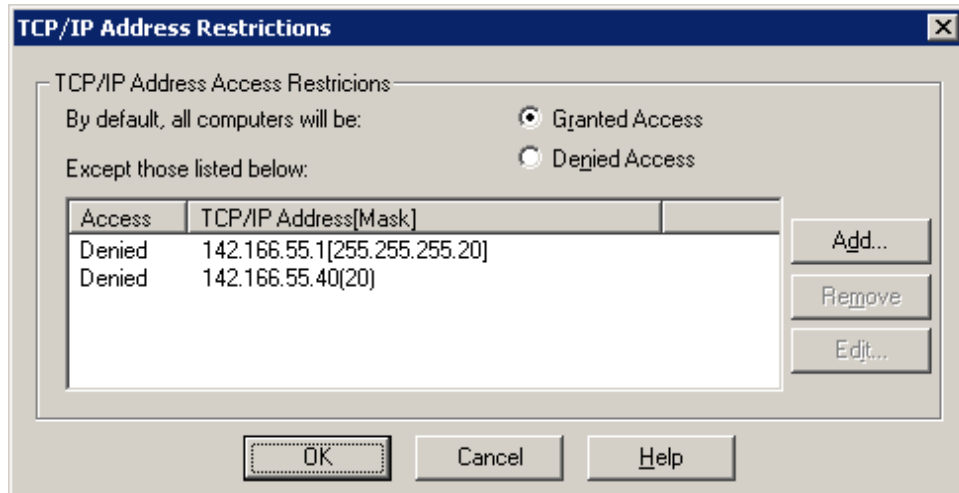 TCP/IP Address Restrictions
TCP/IP Address Access Restricions
By default, all computers will be:
Granted Access
Denied Access
Except those listed below:
Access TCP/IP Address[Mask]
Denied 142.166.55.1[255.255.255.20]
Denied 142.166.55.40(20)
Add...
Remove
Edit...
OK Cancel Help